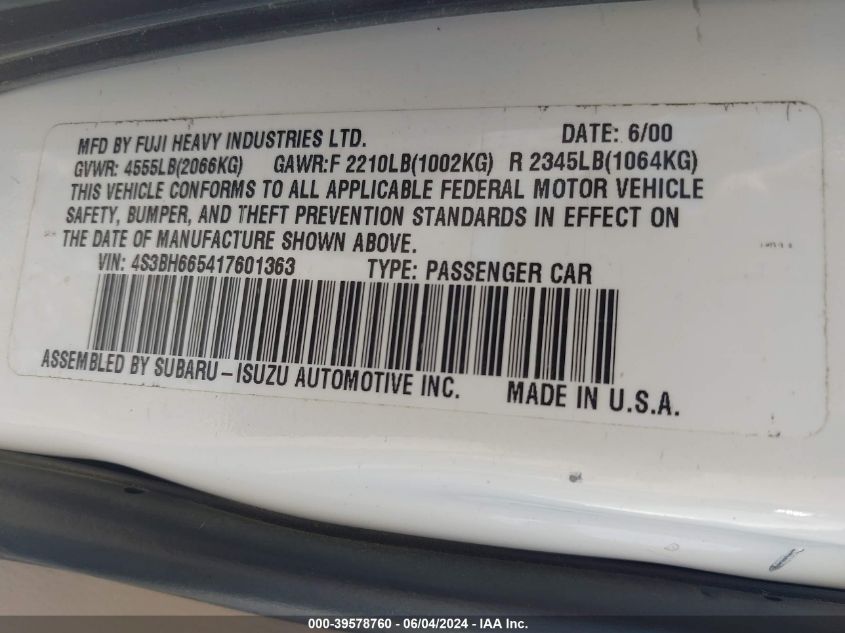 MFD BY FUJI HEAVY INDUSTRIES LTD. DATE: 6/00
GVWR: 4555LB(2066KG) GAWR:F 2210LB(1002KG) R 2345LB(1064KG)
THIS VEHICLE CONFORMS TO ALL APPLICABLE FEDERAL MOTOR VEHICLE
SAFETY, BUMPER, AND THEFT PREVENTION STANDARDS IN EFFECT ON
THE DATE OF MANUFACTURE SHOWN ABOVE.
VIN: 4S3BH665417601363 TYPE: PASSENGER CAR
ASSEMBLED BY SUBARU-ISUZU AUTOMOTIVE INC. MADE IN U.S.A.
000-39578760 - 06/04/2024 - IAA Inc.